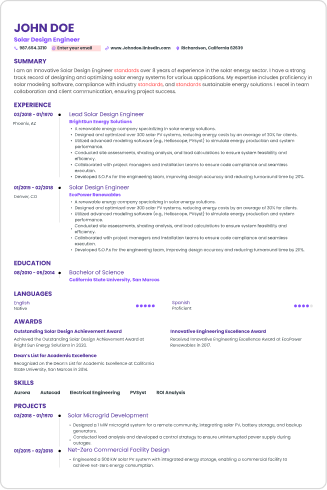 JOHN DOE
Solar Design Engineer
987.654.3210 Enter your email www.Johndoe.linkedin.com Richardson, California 52639
SUMMARY
I am an innovative Solar Design Engineer standards over 8 years of experience in the solar energy sector. I have a strong
track record of designing and optimizing solar energy systems for various applications. My expertise includes proficiency in
solar modeling software, compliance with industry standards, and standards sustainable energy solutions. I excel in team
collaboration and client communication, ensuring project success.
EXPERIENCE
02/2018 - 01/1970 Lead Solar Design Engineer
Phoenix, AZ BrightSun Energy Solutions
A renewable energy company specializing in solar energy solutions.
Designed and optimized over 300 solar PV systems, reducing energy costs by an average of 30% for clients.
Utilized advanced modeling software (e.g., Helioscope, PVsyst) to enhance system production and system
performance.
Conducted site assessments, energy analysis, and load calculations to ensure system feasibility and
efficiency.
Collaborated with project managers and installation teams to ensure code compliance and seamless
execution.
Developed S.O.P.s for the engineering team, improving design accuracy and reducing turnaround time by 20%.
01/2015 - 02/2018 Solar Design Engineer
Denver, CO EcoPower Renewables
A renewable energy company specializing in solar energy solutions.
Designed and optimized over 300 solar PV systems, reducing energy costs by an average of 30% for clients.
Utilized advanced modeling software (e.g., Helioscope, PVsyst) to enhance system production and system
performance.
Conducted site assessments, energy analysis, and load calculations to ensure system feasibility and
efficiency.
Collaborated with project managers and installation teams to ensure code compliance and seamless
execution.
Developed S.O.P.s for the engineering team, improving design accuracy and reducing turnaround time by 20%.
EDUCATION
08/2010 - 05/2014 Bachelor of Science
California State University, San Marcos
LANGUAGES
English Spanish
Native Proficient
AWARDS
Outstanding Solar Design Achievement Award Innovative Engineering Excellence Award
Achieved the Outstanding Solar Design Achievement Award at Received Innovative Engineering Excellence Award at EcoPower
Bright Sun Energy Solutions in 2020. Renewables in 2017.
Dean's List for Academic Excellence
Recognized on the Dean's List for Academic Excellence at California
State University, San Marcos in 2014.
SKILLS
Aurora Autocad Electrical Engineering PVSyst ROI Analysis
PROJECTS
03/2016 - 01/1970 Solar Microgrid Development
Designed a 1 MW microgrid system for a remote community, integrating solar PV, battery storage, and backup
generators.
Conducted load analysis and developed a control strategy to ensure uninterrupted power supply during
outages.
01/2015 - 02/2018 Net-Zero Commercial Facility Design
Engineered a 500 kW solar PV system with integrated energy storage, enabling a commercial facility to
achieve net-zero energy consumption.